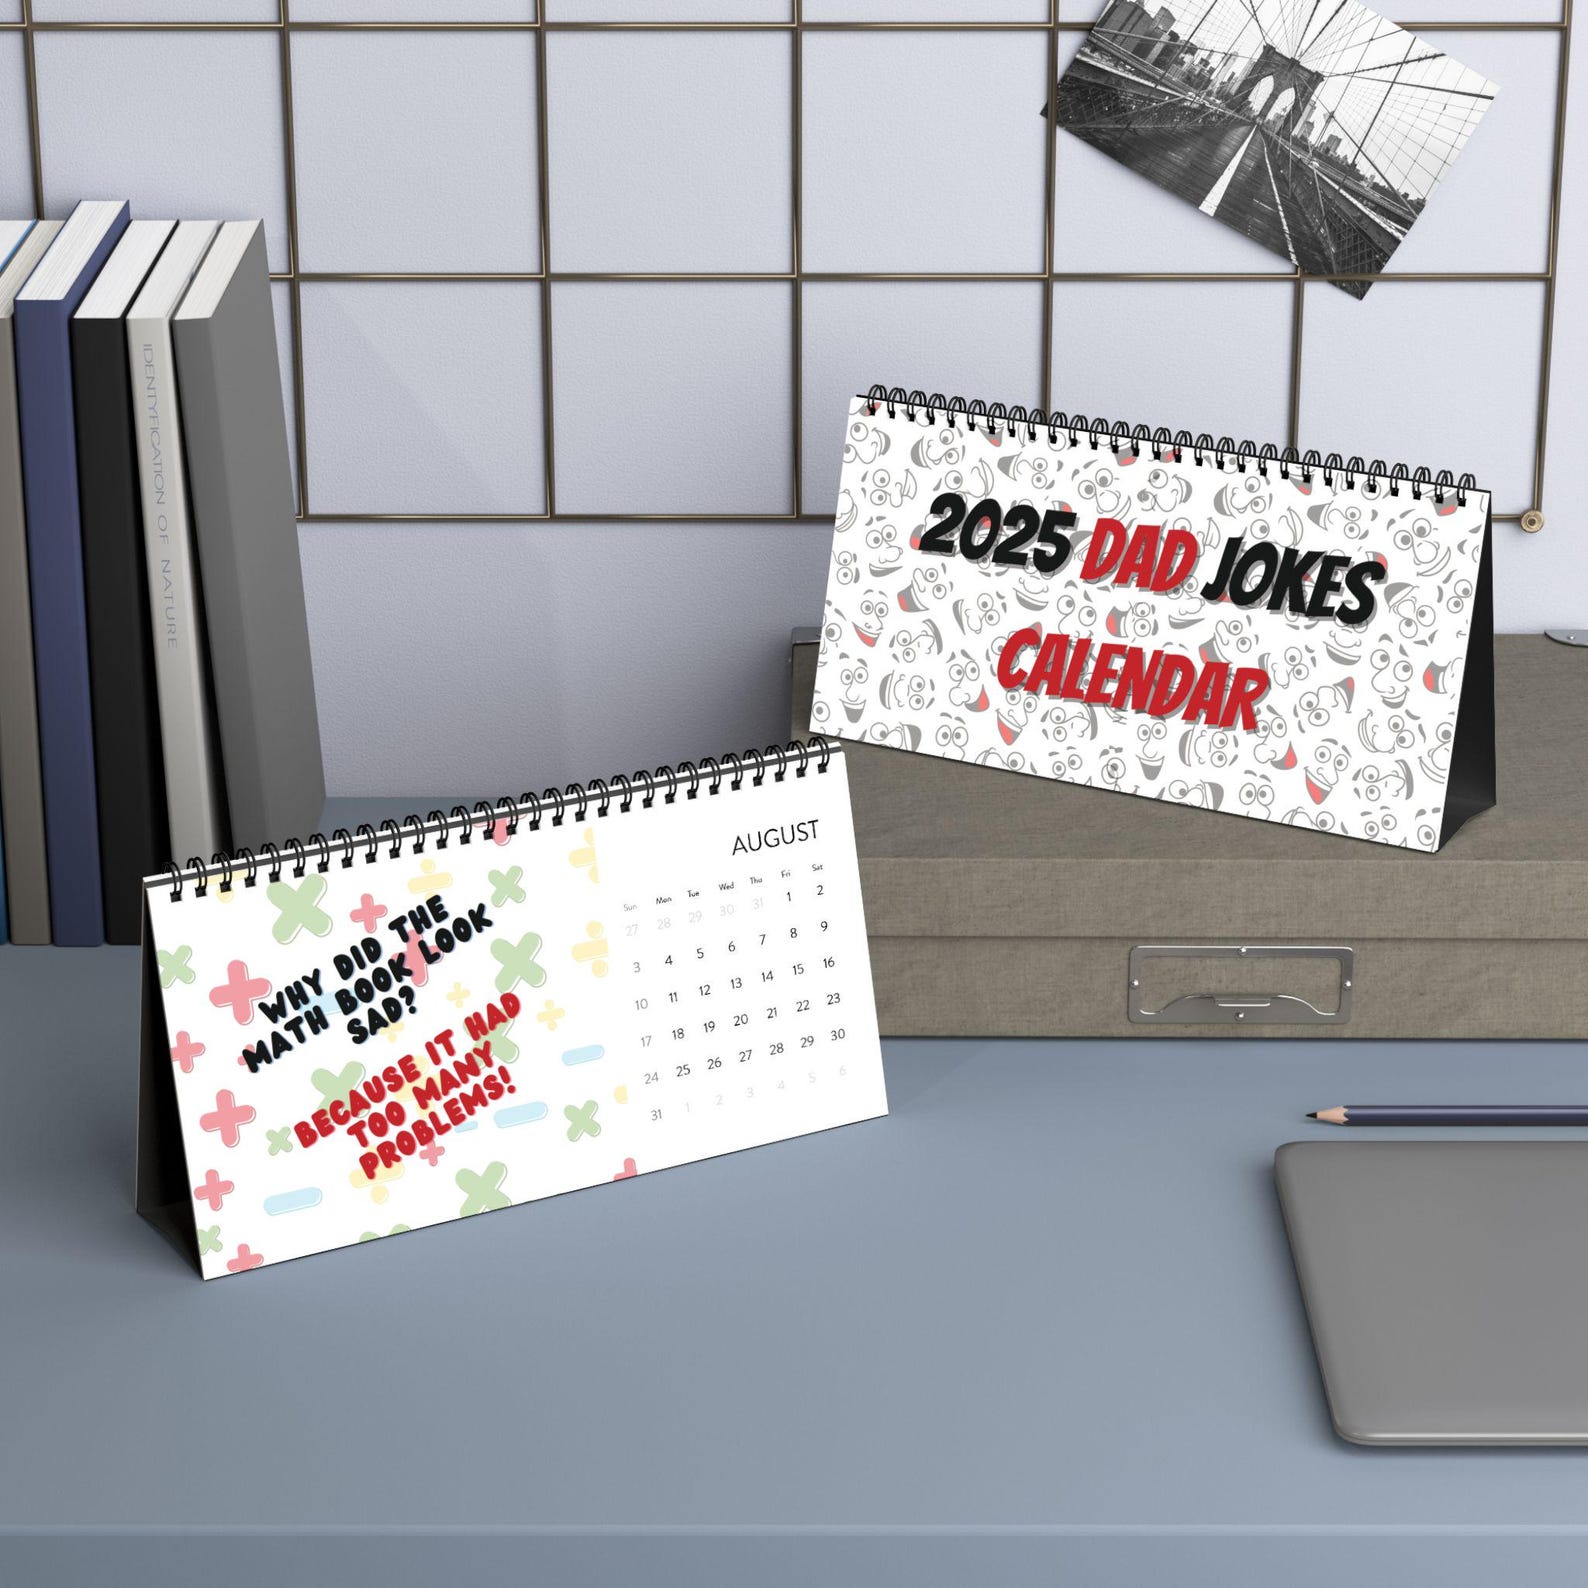 IDENTYFICATION OF NATURE
2025 DAD JOKES
CALENDAR
WHY DID THE
MATH BOOK LOOK
SAD?
BECAUSE IT HAD
TOO MANY
PROBLEMS!
AUGUST
Sun Mon Tue Wed Thu Fri Sat
27 28 29 30 31 1 2
3 4 5 6 7 8 9
10 11 12 13 14 15 16
17 18 19 20 21 22 23
24 25 26 27 28 29 30
31 1 2 3 4 5 6